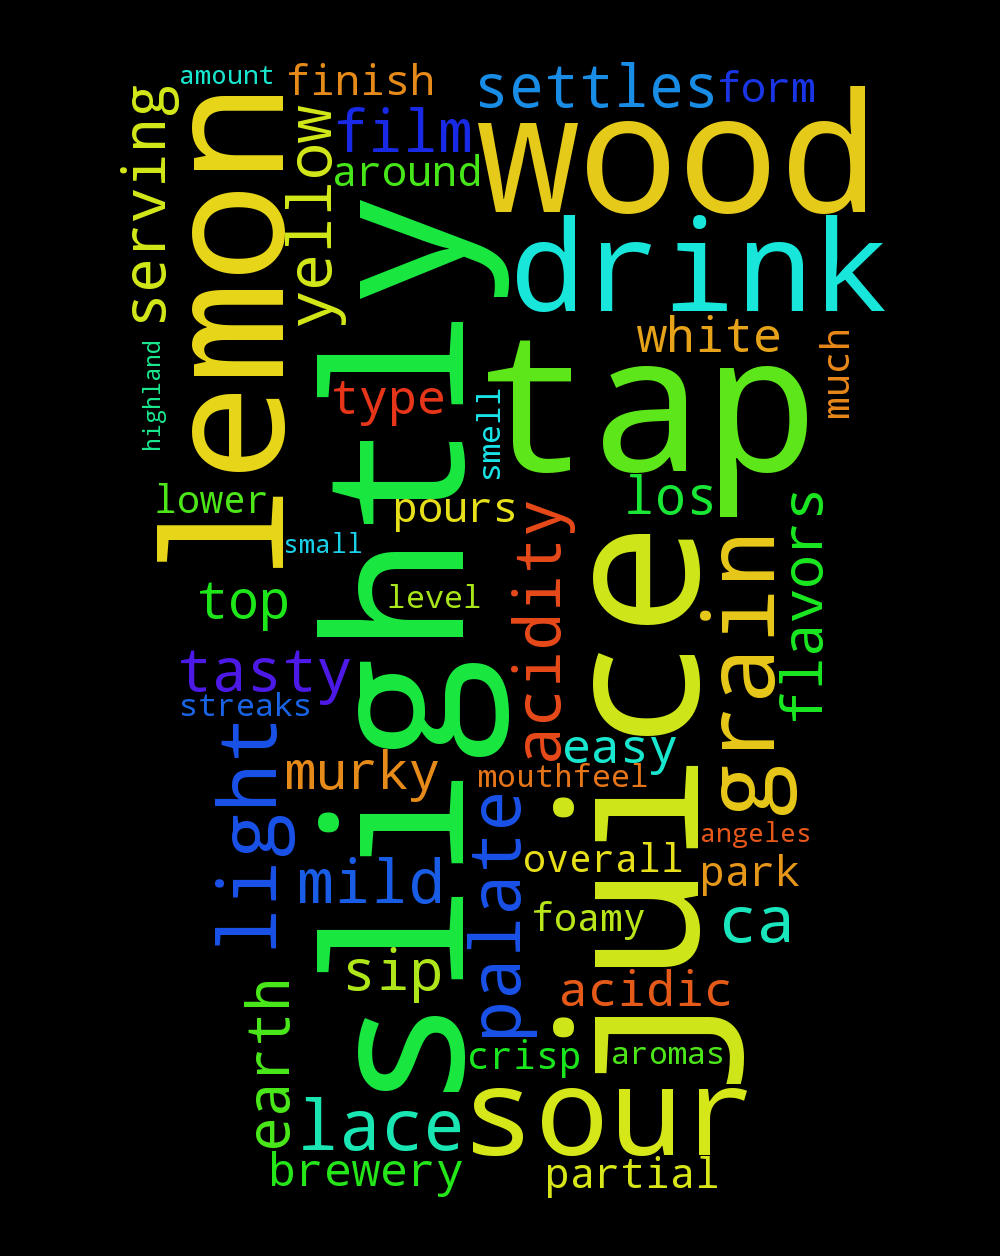 amount
finish
settles
form
serving
lemon
yellow
film
around
wood
slightly
drink
highland
type
smell
tap
white
much
lower
pours
los
flavors
small
acidity
juice
grain
top
level
tasty
streaks
easy
light
murky
mouthfeel
palate
angeles
overall
park
mild
foamy
ca
sip
acidic
earth
crisp
aromas
lace
sour
brewery
partial